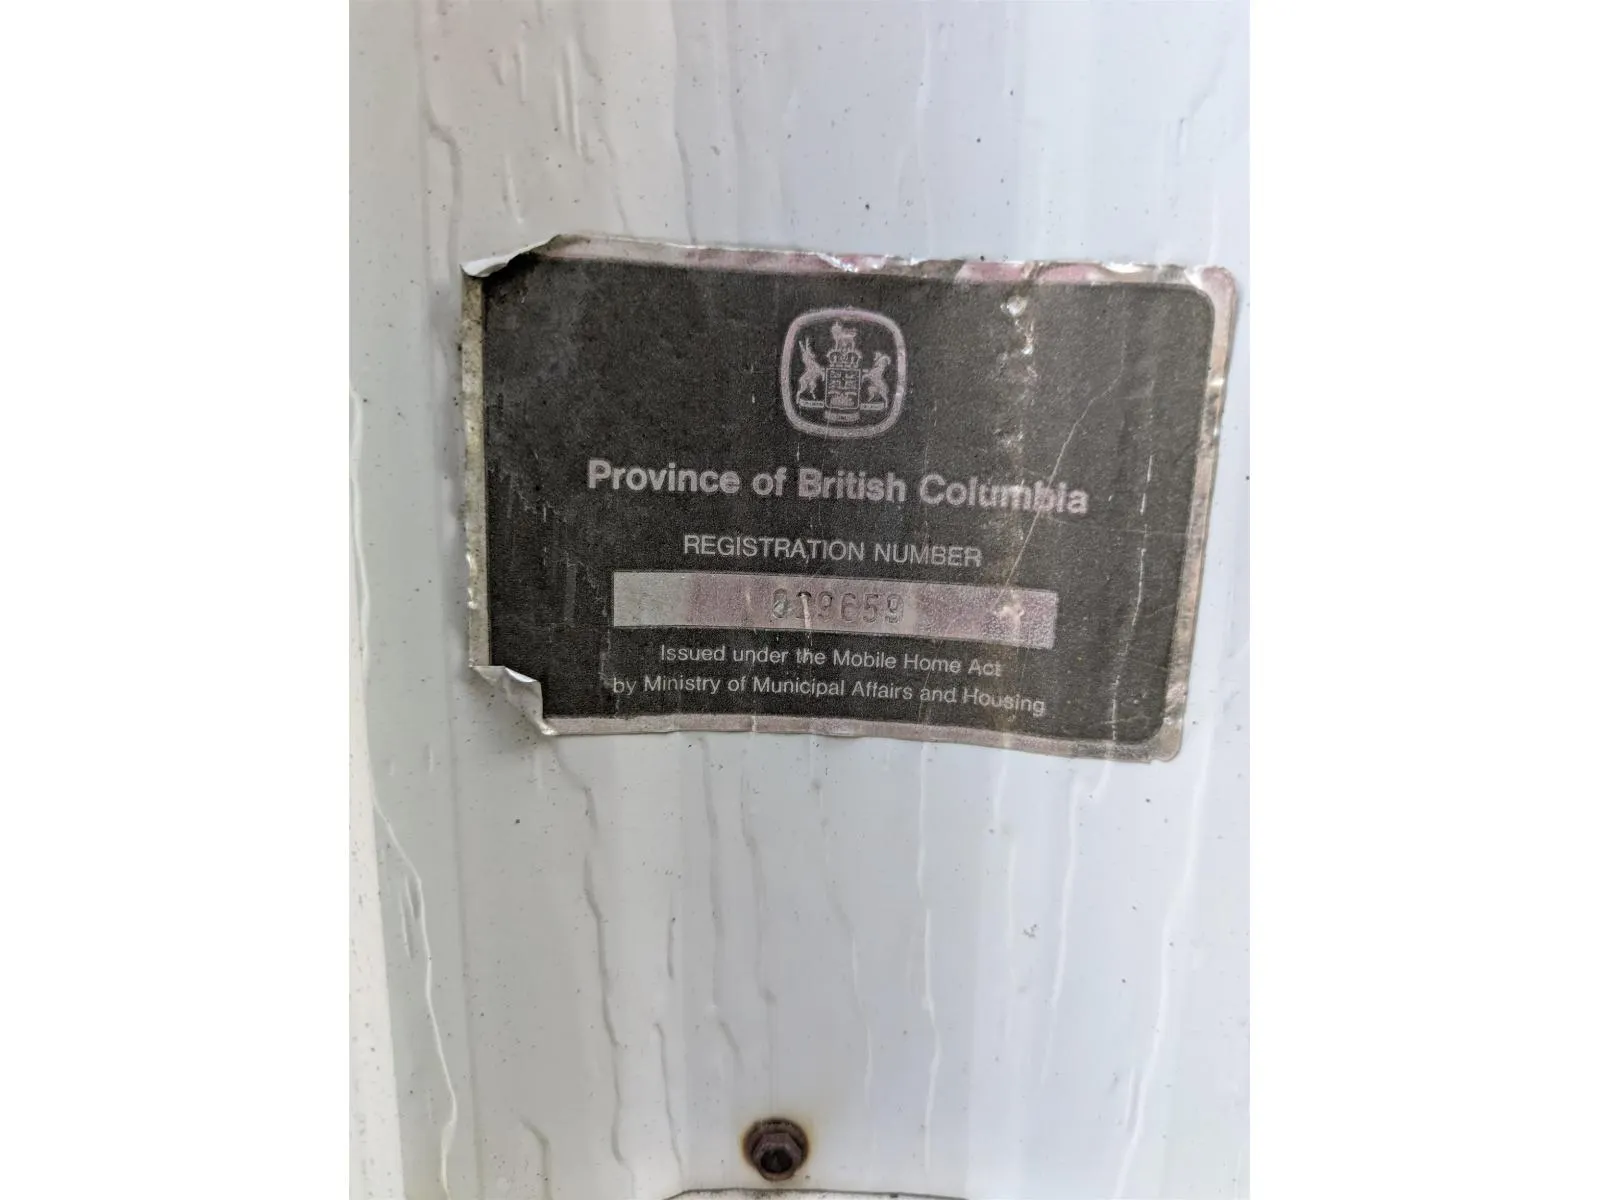 Province of British Columbia
REGISTRATION NUMBER
029659
Issued under the Mobile Home Act
by Ministry of Municipal Affairs and Housing